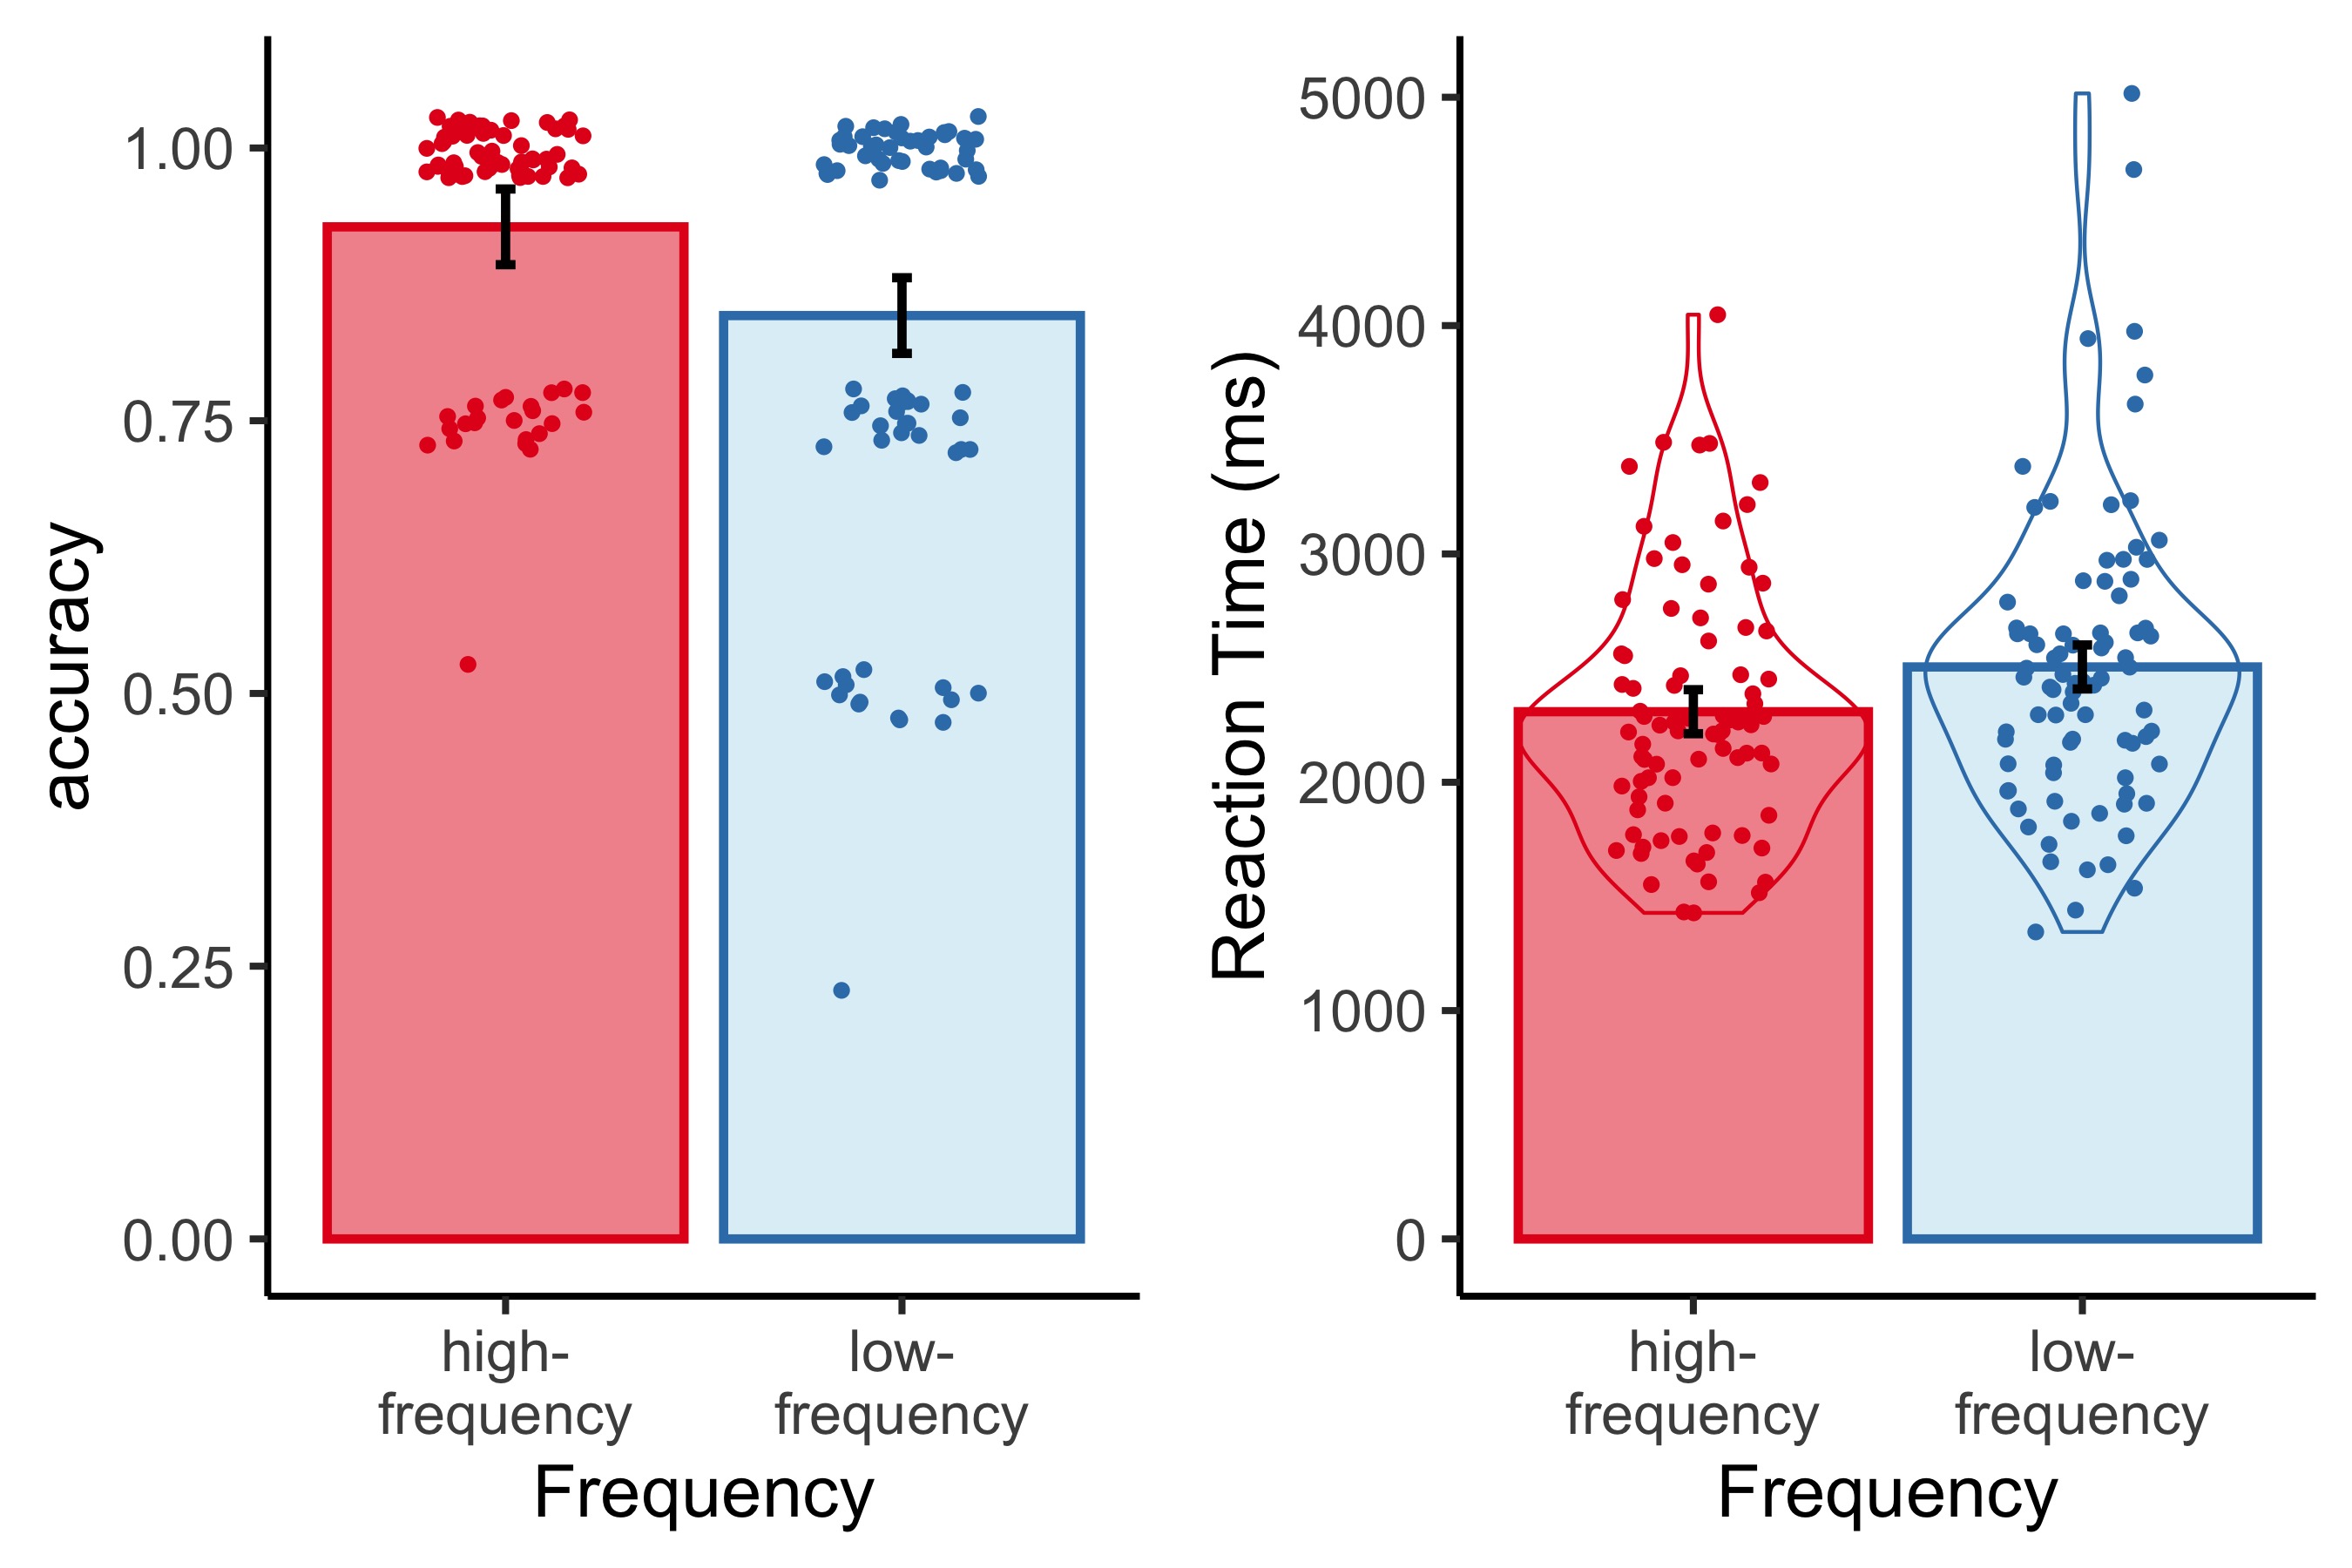 accuracy
1.00
0.75
0.50
0.25
0.00
high-
frequency
low-
frequency
Frequency
Reaction Time (ms)
5000
4000
3000
2000
1000
0
high-
frequency
low-
frequency
Frequency